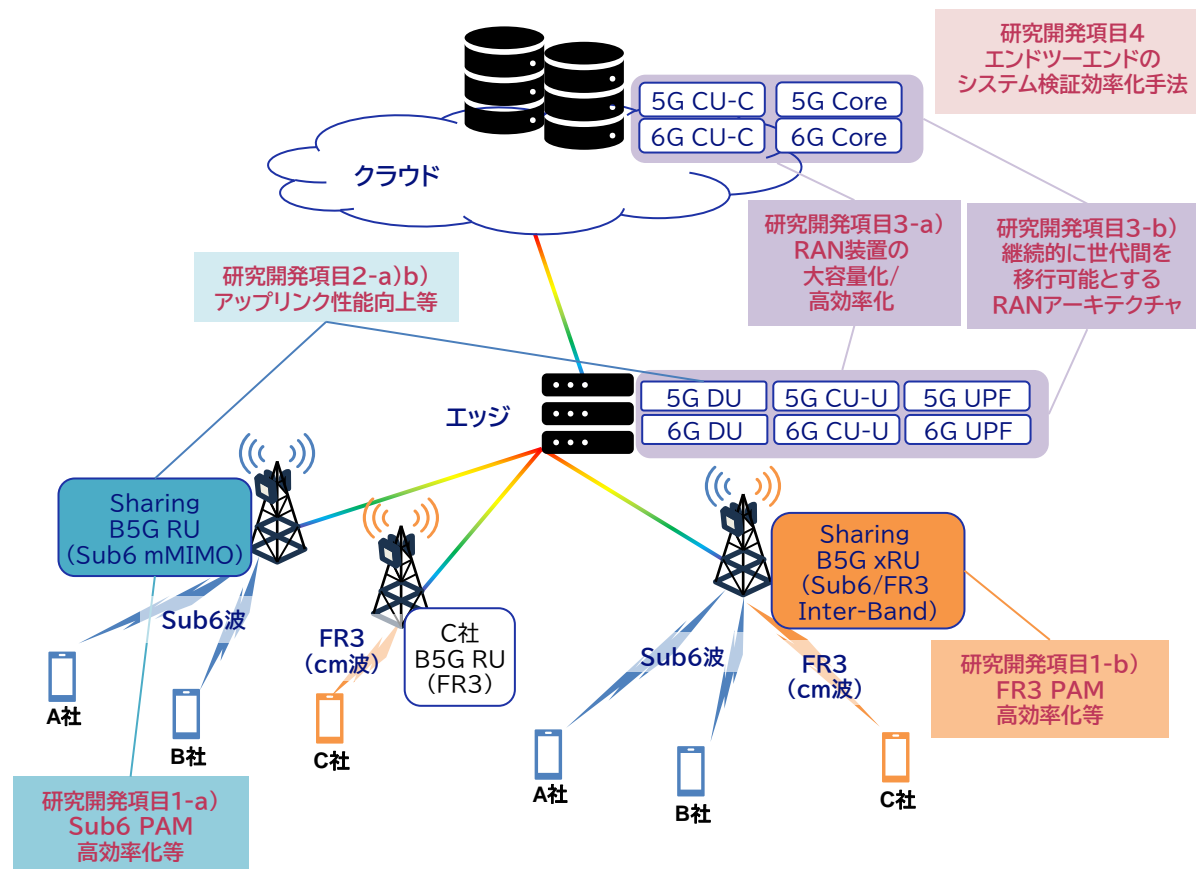 研究開発項目4
エンドツーエンドの
システム検証効率化手法
5G CU-C
5G Core
6G CU-C
6G Core
クラウド
研究開発項目3-a)
RAN装置の
大容量化/
高効率化
研究開発項目3-b)
継続的に世代間を
移行可能とする
RANアーキテクチャ
研究開発項目2-a)b)
アップリンク性能向上等
エッジ
5G DU
5G CU-U
5G UPF
6G DU
6G CU-U
6G UPF
Sharing
B5G RU
(Sub6 mMIMO)
Sub6波
FR3
(cm波)
C社
B5G RU
(FR3)
A社
B社
C社
Sharing
B5G xRU
(Sub6/FR3
Inter-Band)
Sub6波
FR3
(cm波)
A社
B社
C社
研究開発項目1-b)
FR3 PAM
高効率化等
研究開発項目1-a)
Sub6 PAM
高効率化等